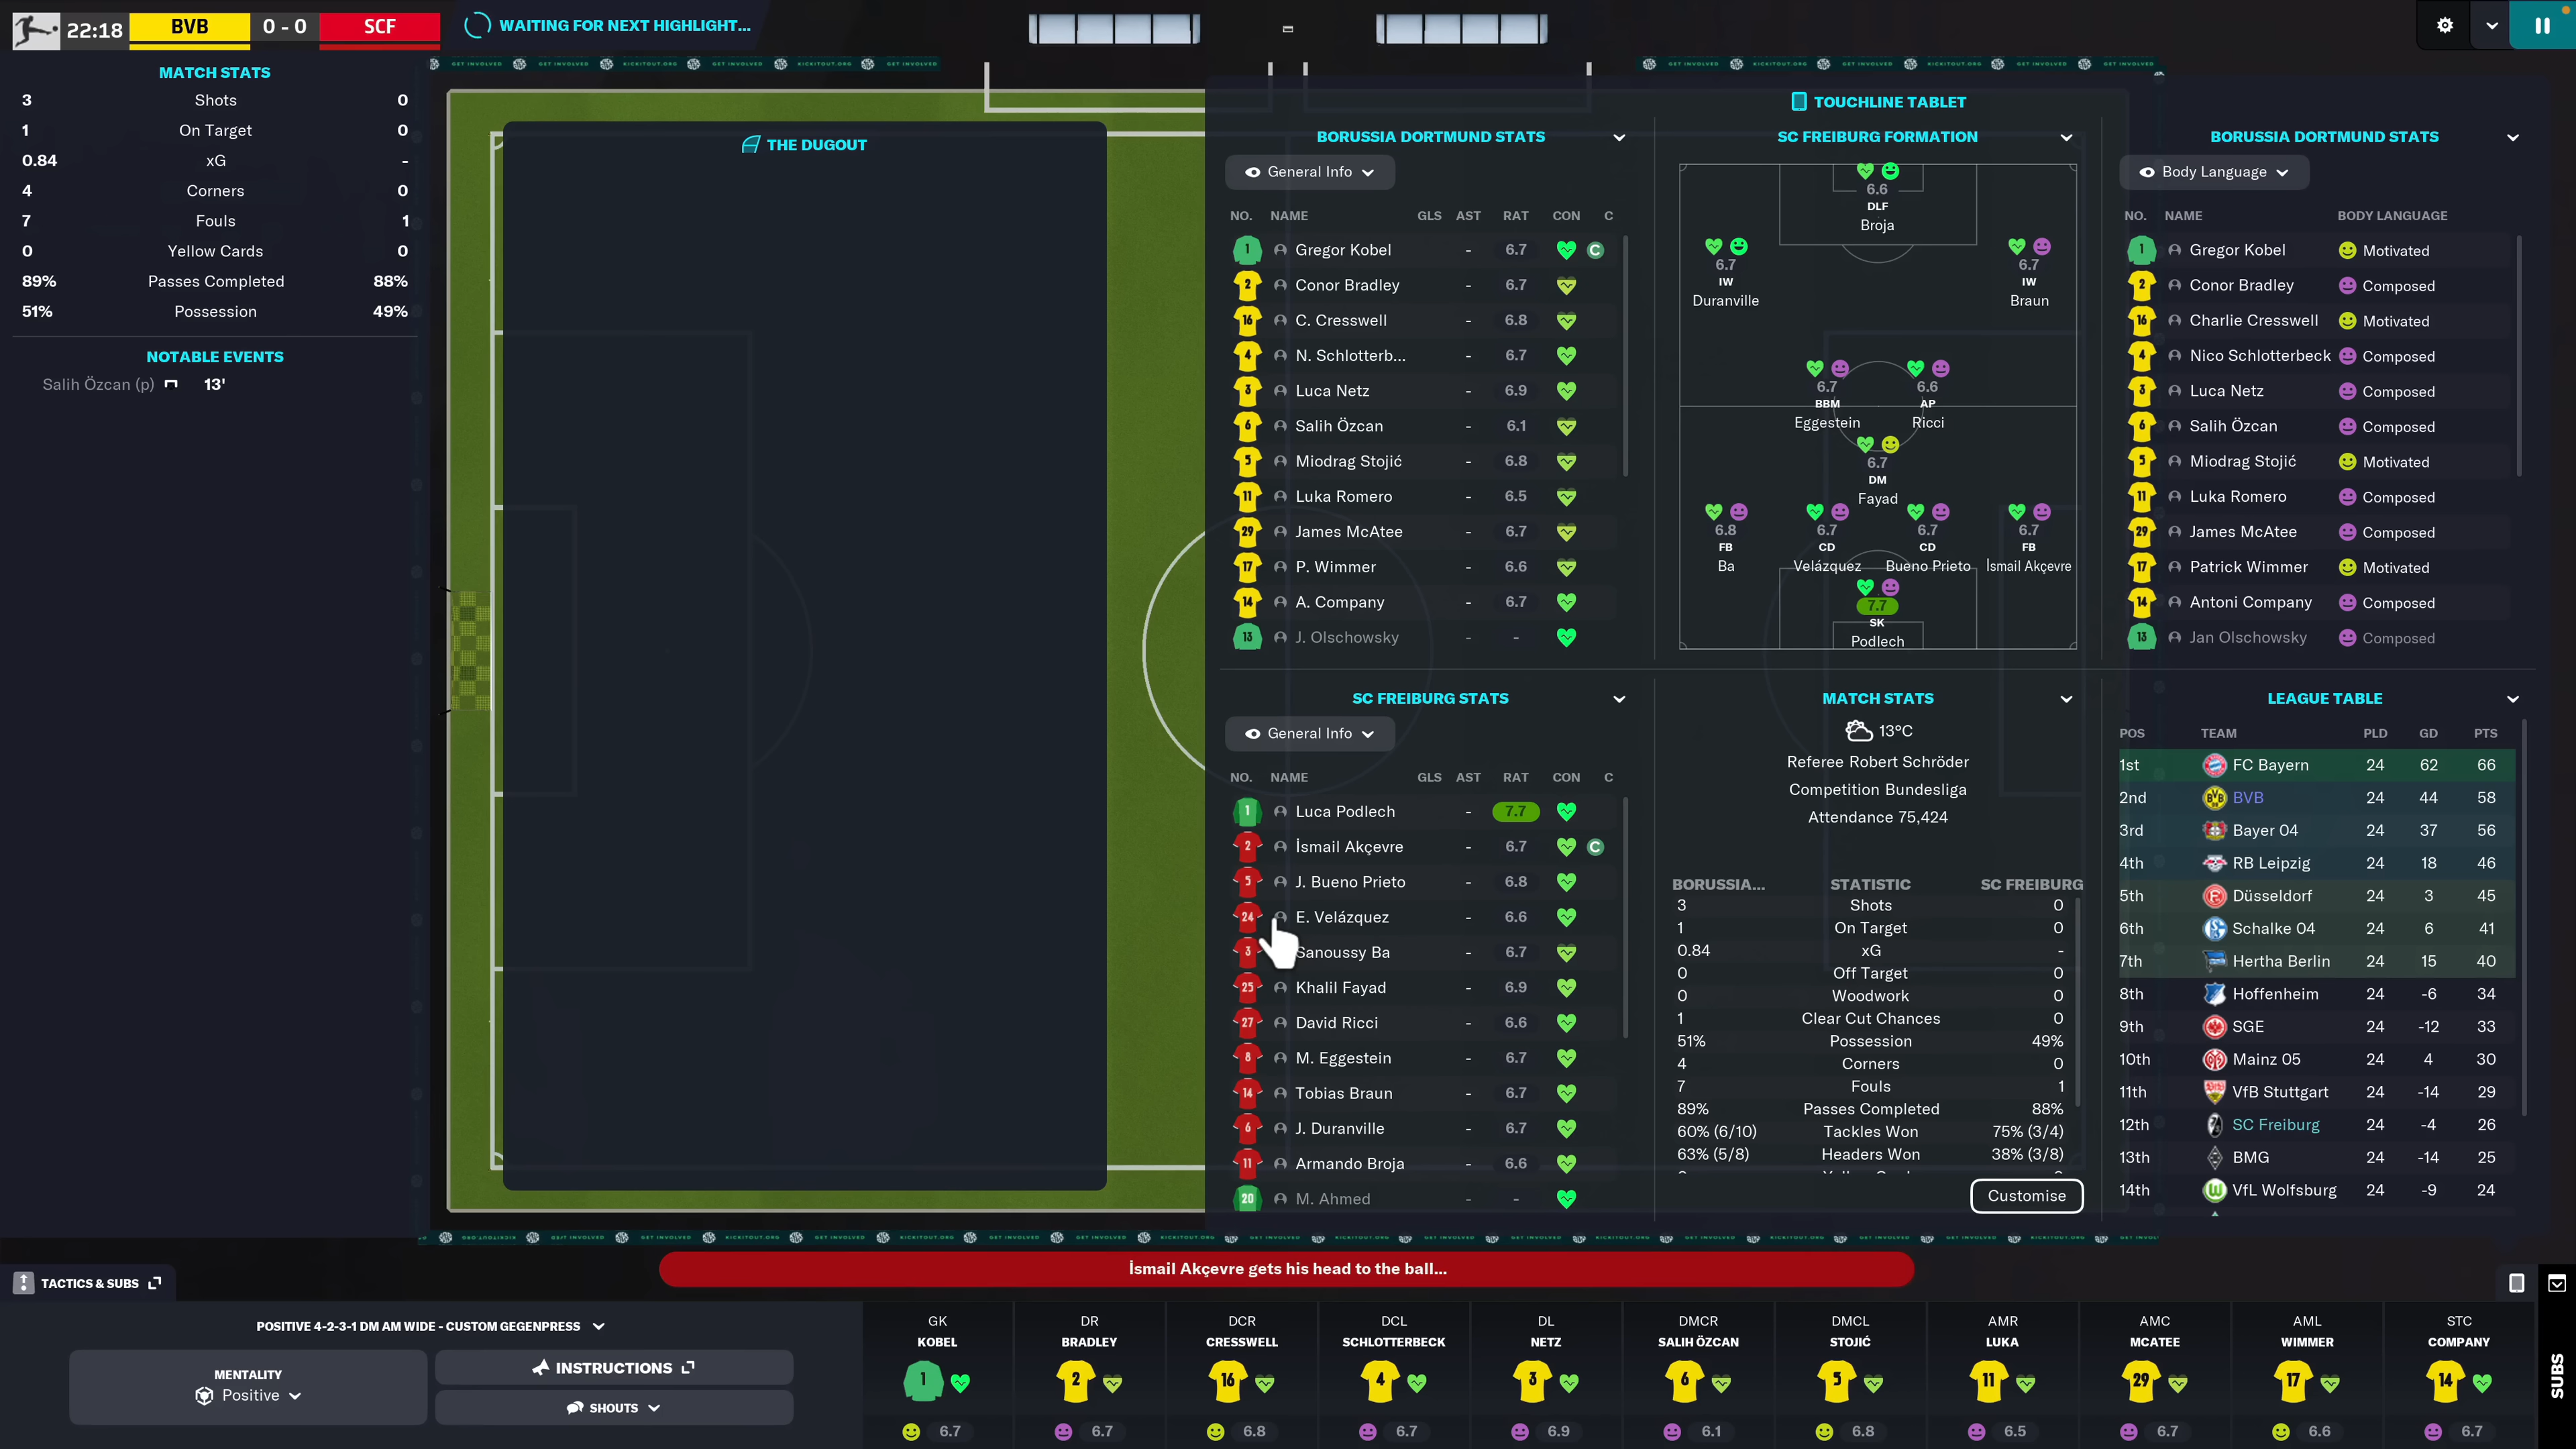 22:18 BVB 0 - 0 SCF
WAITING FOR NEXT HIGHLIGHT...
MATCH STATS
3 Shots 0
1 On Target 0
0.84 xG -
4 Corners 0
7 Fouls 1
0 Yellow Cards 0
89% Passes Completed 88%
51% Possession 49%
NOTABLE EVENTS
Salih Özcan (p) 13'
THE DUGOUT
TOUCHLINE TABLET
BORUSSIA DORTMUND STATS
General Info
NO. NAME GLS AST RAT CON C
1 Gregor Kobel - 6.7 C
2 Conor Bradley - 6.7
16 C. Cresswell - 6.8
4 N. Schlotterb... - 6.7
3 Luca Netz - 6.9
6 Salih Özcan - 6.1
5 Miodrag Stojić - 6.8
11 Luka Romero - 6.5
29 James McAtee - 6.7
17 P. Wimmer - 6.6
14 A. Company - 6.7
13 J. Olschowsky - -
SC FREIBURG FORMATION
6.6
DLF
Broja
6.7 6.7
IW IW
Duranville Braun
6.7 6.6
BBM AP
Eggestein Ricci
6.7
DM
Fayad
6.8 6.7 6.7 6.7
FB CD CD FB
Ba Velázquez Bueno Prieto İsmail Akçevre
7.7
SK
Podlech
BORUSSIA DORTMUND STATS
Body Language
NO. NAME BODY LANGUAGE
1 Gregor Kobel Motivated
2 Conor Bradley Composed
16 Charlie Cresswell Motivated
4 Nico Schlotterbeck Composed
3 Luca Netz Composed
6 Salih Özcan Composed
5 Miodrag Stojić Motivated
11 Luka Romero Composed
29 James McAtee Composed
17 Patrick Wimmer Motivated
14 Antoni Company Composed
13 Jan Olschowsky Composed
SC FREIBURG STATS
General Info
NO. NAME GLS AST RAT CON C
1 Luca Podlech - 7.7
2 İsmail Akçevre - 6.7 C
5 J. Bueno Prieto - 6.8
24 E. Velázquez - 6.6
3 Sanoussy Ba - 6.7
25 Khalil Fayad - 6.9
27 David Ricci - 6.6
8 M. Eggestein - 6.7
14 Tobias Braun - 6.7
6 J. Duranville - 6.7
11 Armando Broja - 6.6
20 M. Ahmed - -
MATCH STATS
13°C
Referee Robert Schröder
Competition Bundesliga
Attendance 75,424
BORUSSIA... STATISTIC SC FREIBURG
3 Shots 0
1 On Target 0
0.84 xG -
0 Off Target 0
0 Woodwork 0
1 Clear Cut Chances 0
51% Possession 49%
4 Corners 0
7 Fouls 1
89% Passes Completed 88%
60% (6/10) Tackles Won 75% (3/4)
63% (5/8) Headers Won 38% (3/8)
Customise
LEAGUE TABLE
POS TEAM PLD GD PTS
1st FC Bayern 24 62 66
2nd BVB 24 44 58
3rd Bayer 04 24 37 56
4th RB Leipzig 24 18 46
5th Düsseldorf 24 3 45
6th Schalke 04 24 6 41
7th Hertha Berlin 24 15 40
8th Hoffenheim 24 -6 34
9th SGE 24 -12 33
10th Mainz 05 24 4 30
11th VfB Stuttgart 24 -14 29
12th SC Freiburg 24 -4 26
13th BMG 24 -14 25
14th VfL Wolfsburg 24 -9 24
İsmail Akçevre gets his head to the ball...
TACTICS & SUBS
POSITIVE 4-2-3-1 DM AM WIDE - CUSTOM GEGENPRESS
MENTALITY
Positive
INSTRUCTIONS
SHOUTS
GK DR DCR DCL DL DMCR DMCL AMR AMC AML STC
KOBEL BRADLEY CRESSWELL SCHLOTTERBECK NETZ SALIH ÖZCAN STOJIĆ LUKA MCATEE WIMMER COMPANY
1 2 16 4 3 6 5 11 29 17 14
6.7 6.7 6.8 6.7 6.9 6.1 6.8 6.5 6.7 6.6 6.7
SUBS